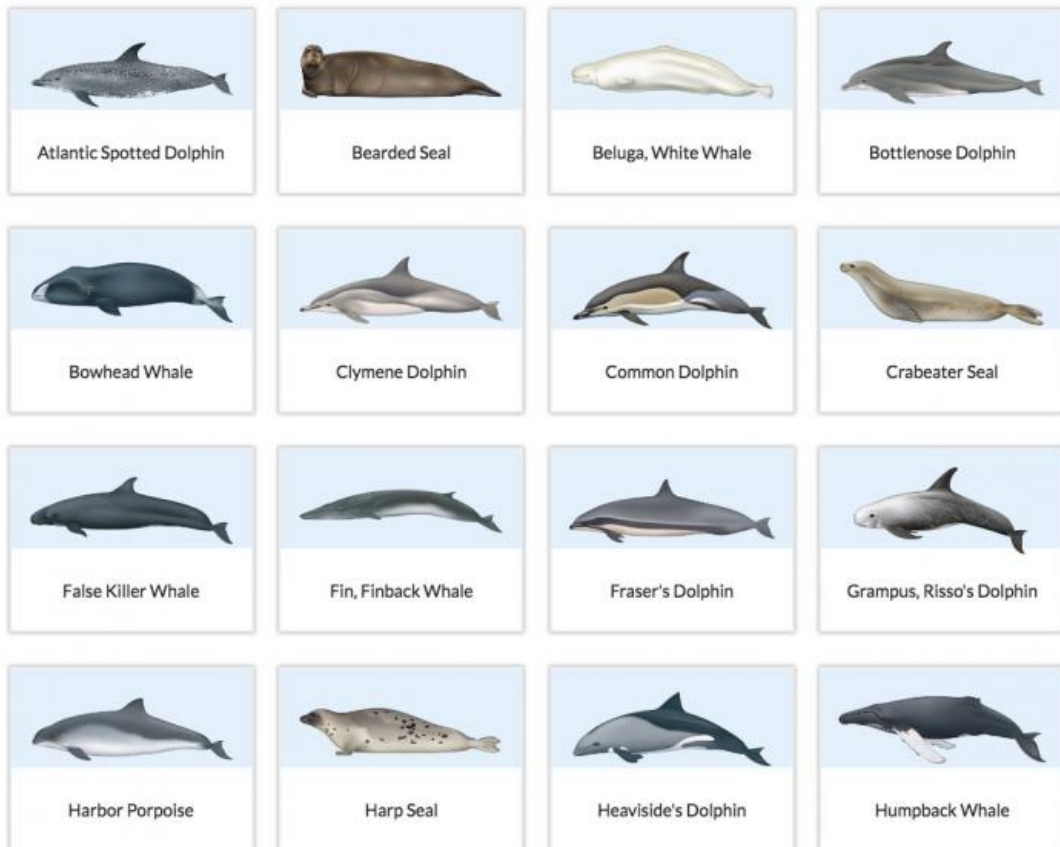 Atlantic Spotted Dolphin
Bearded Seal
Beluga, White Whale
Bottlenose Dolphin
Bowhead Whale
Clymene Dolphin
Common Dolphin
Crabeater Seal
False Killer Whale
Fin, Finback Whale
Fraser's Dolphin
Grampus, Risso's Dolphin
Harbor Porpoise
Harp Seal
Heaviside's Dolphin
Humpback Whale